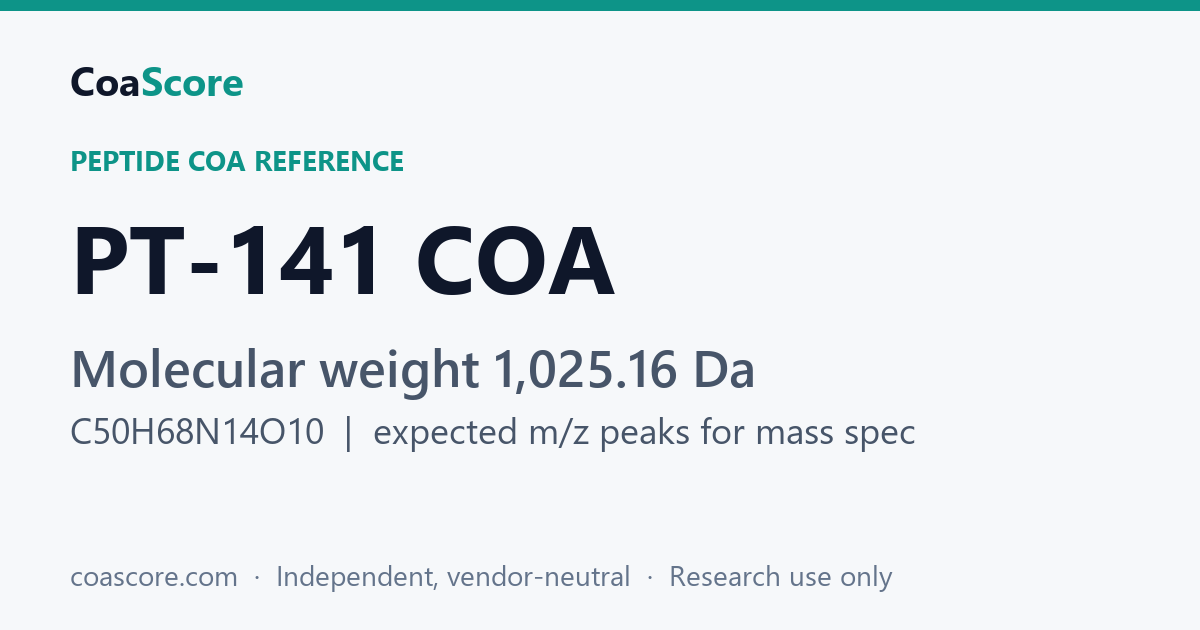 CoaScore
PEPTIDE COA REFERENCE
PT-141 COA
Molecular weight 1,025.16 Da
C50H68N14O10 | expected m/z peaks for mass spec
coascore.com · Independent, vendor-neutral · Research use only